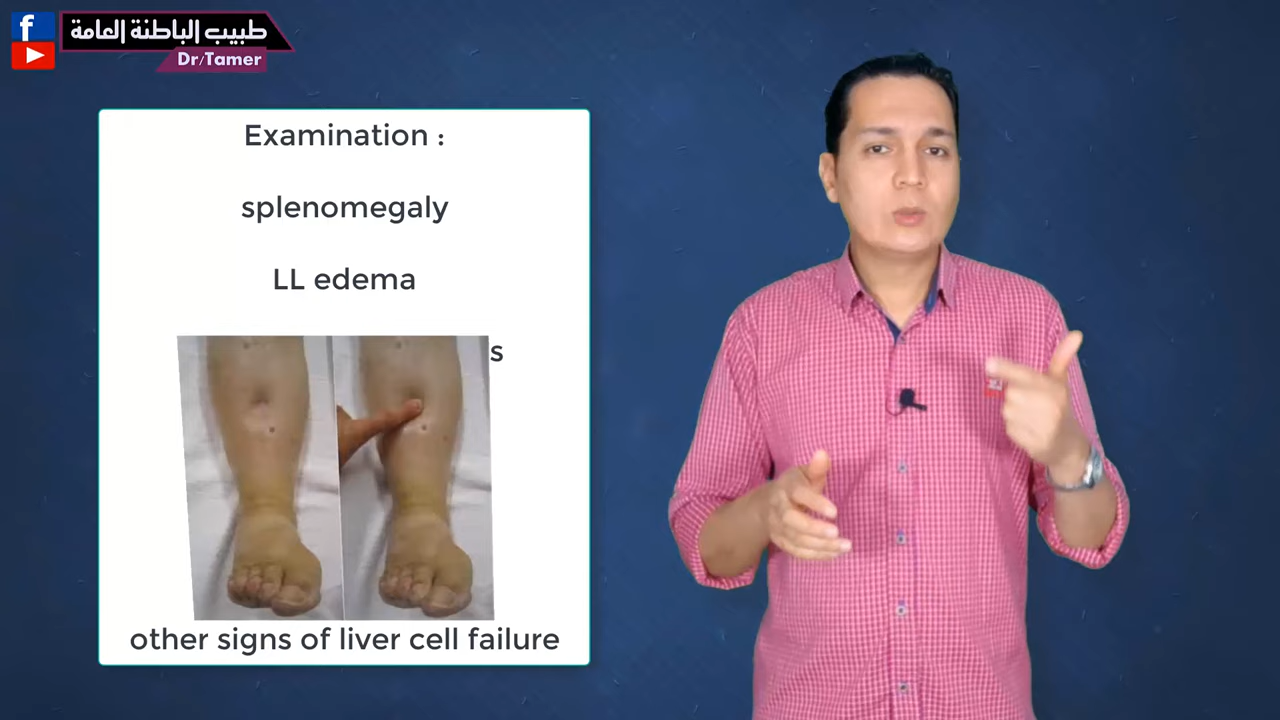 طبيب الباطنة العامة
Dr/Tamer
Examination :
splenomegaly
LL edema
s
other signs of liver cell failure